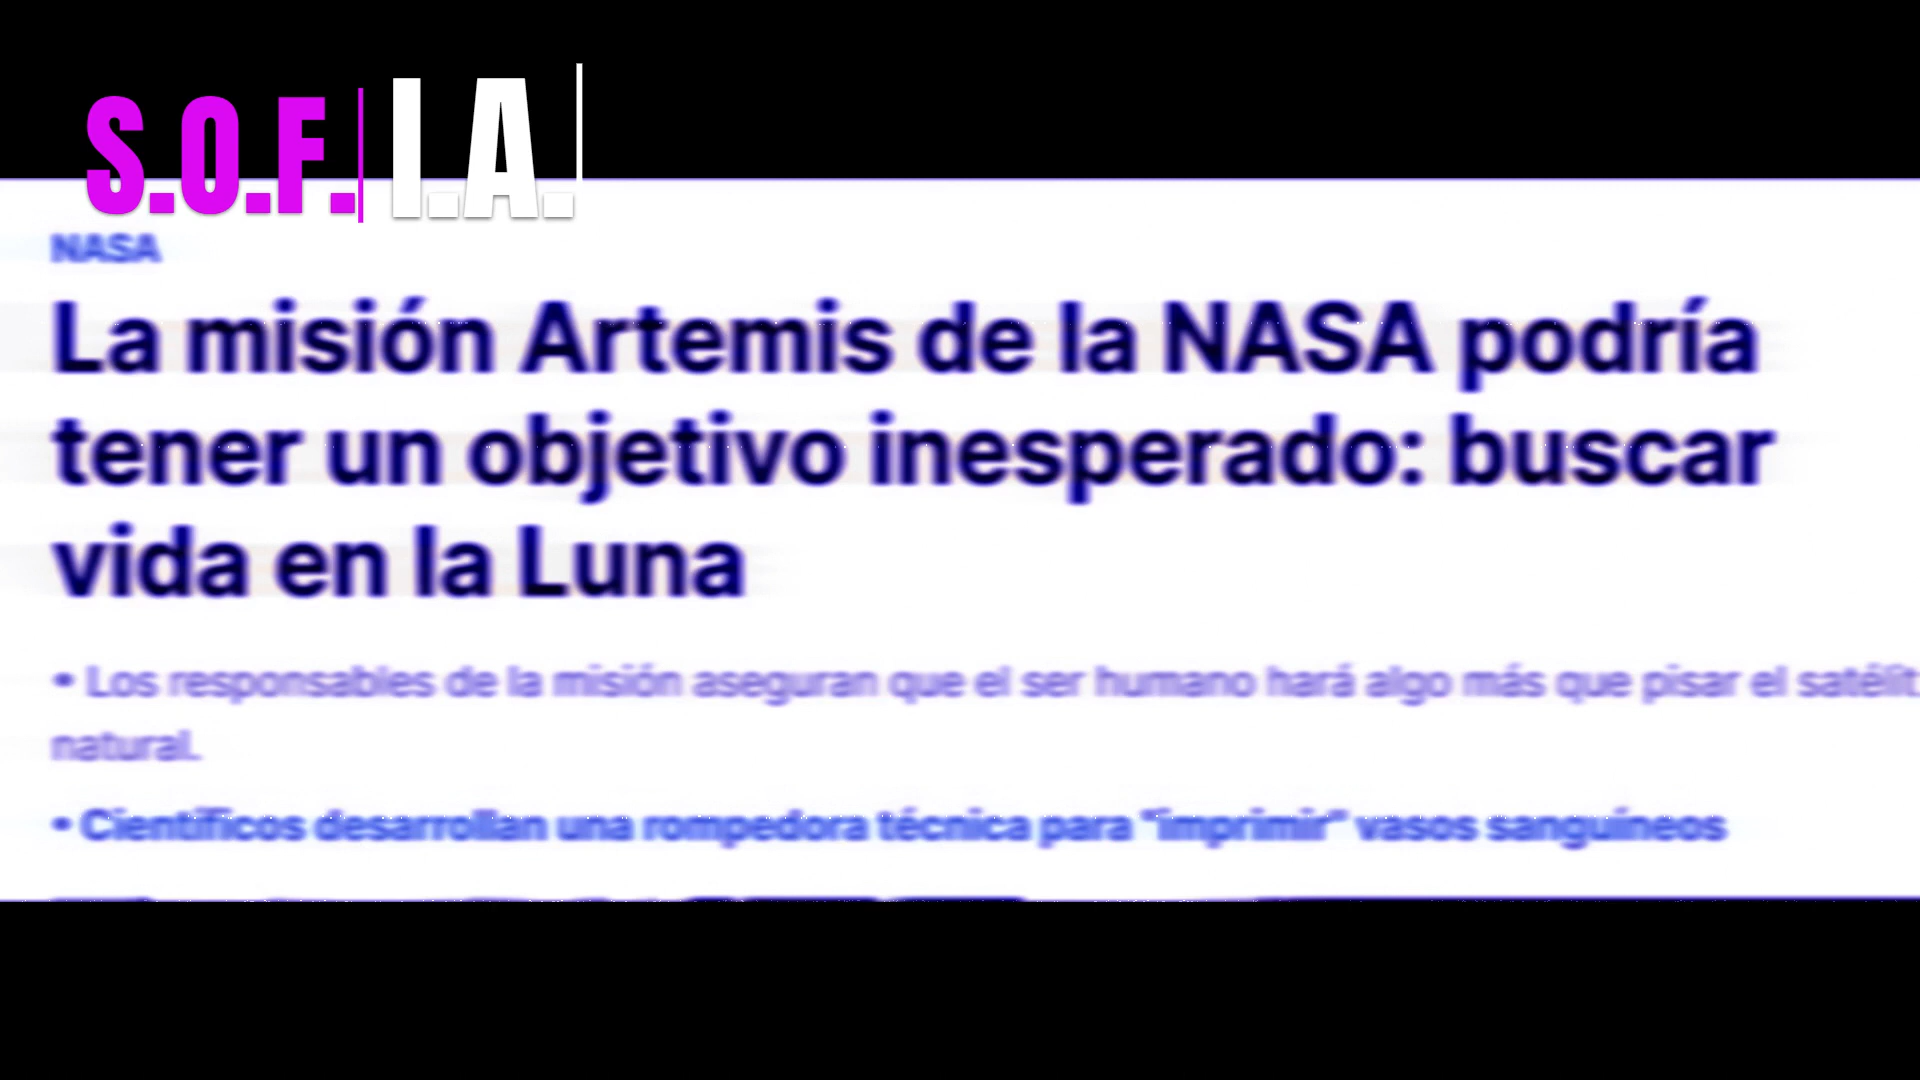 S.O.F. I.A.
NASA
La misión Artemis de la NASA podría
tener un objetivo inesperado: buscar
vida en la Luna
• Los responsables de la misión aseguran que el ser humano hará algo más que pisar el satélit
natural.
• Científicos desarrollan una rompedora técnica para "imprimir" vasos sanguíneos